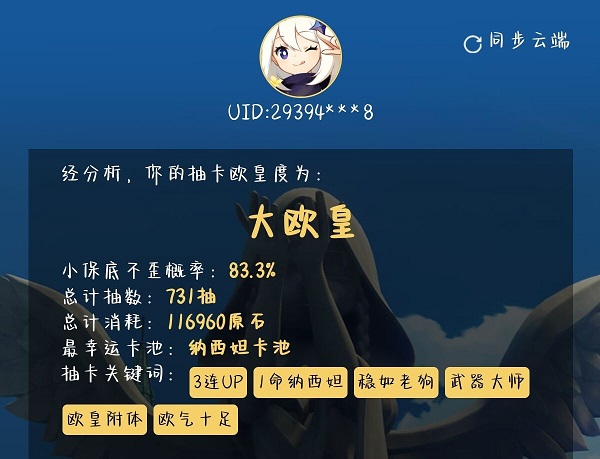 同步云端
UID:29394***8
经分析，你的抽卡欧皇度为：
大欧皇
小保底不歪概率：83.3%
总计抽数：731抽
总计消耗：116960原石
最幸运卡池：纳西妲卡池
抽卡关键词：3连UP 1命纳西妲 稳如老狗 武器大师
欧皇附体 欧气十足